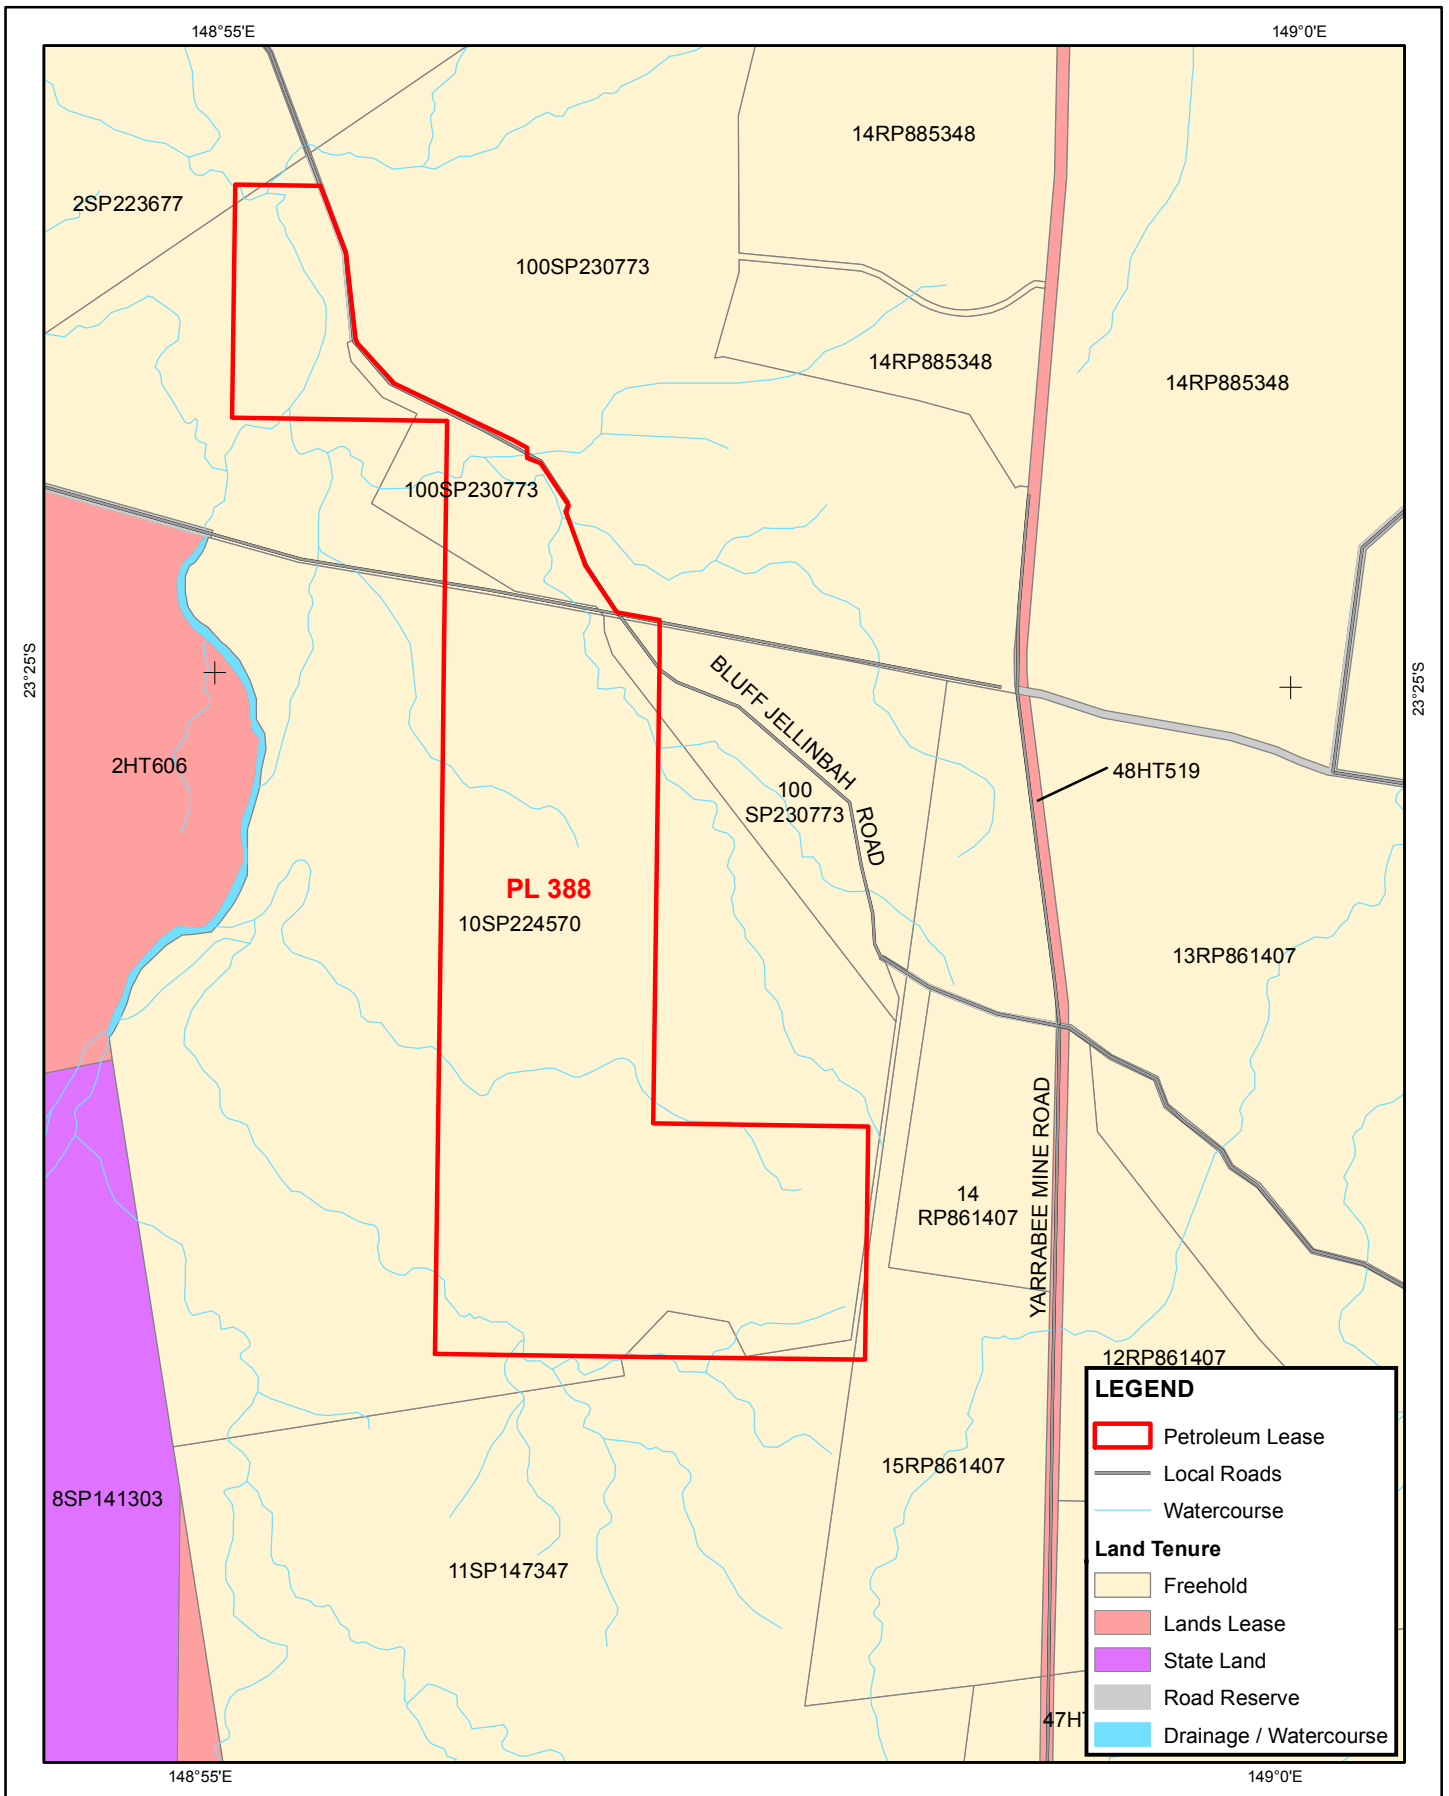 148°55'E
149°0'E
14RP885348
2SP223677
100SP230773
14RP885348
14RP885348
100SP230773
23°25'S
23°25'S
BLUFF JELLINBAH ROAD
2HT606
48HT519
100
SP230773
PL 388
10SP224570
13RP861407
YARRABEE MINE ROAD
14
RP861407
12RP861407
15RP861407
8SP141303
11SP147347
47H
LEGEND
Petroleum Lease
Local Roads
Watercourse
Land Tenure
Freehold
Lands Lease
State Land
Road Reserve
Drainage / Watercourse
148°55'E
149°0'E